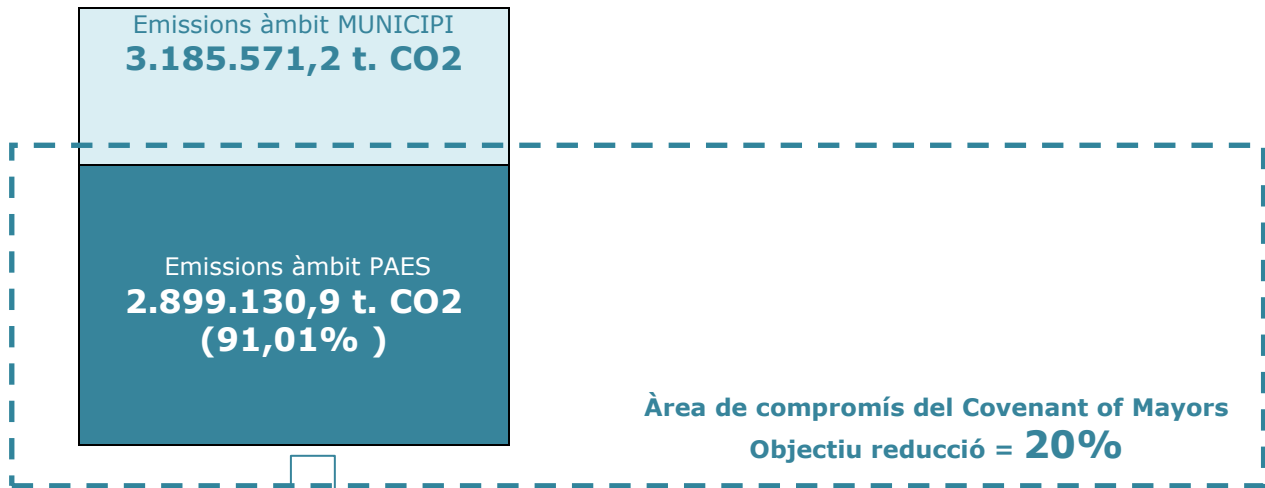 Emissions àmbit MUNICIPI
3.185.571,2 t. CO2
Emissions àmbit PAES
2.899.130,9 t. CO2
(91,01% )
Àrea de compromís del Covenant of Mayors
Objectiu reducció = 20%